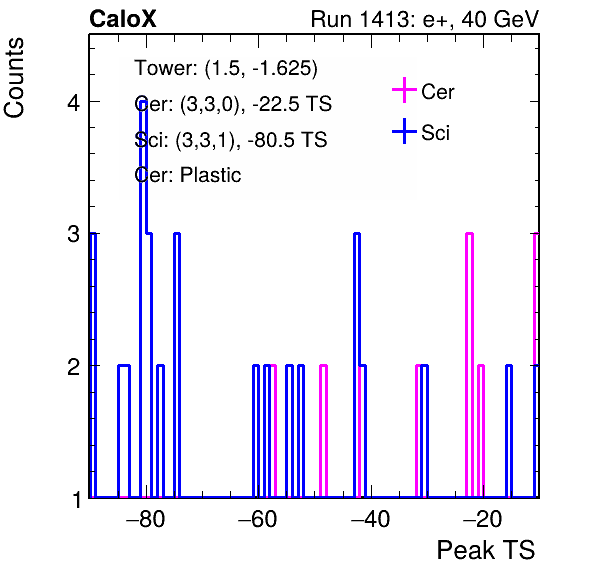 CaloX Run 1413: e+, 40 GeV
Counts
Tower: (1.5, -1.625)
Cer: (3,3,0), -22.5 TS
Sci: (3,3,1), -80.5 TS
Cer: Plastic
Cer
Sci
4
3
2
1
−80 −60 −40 −20
Peak TS